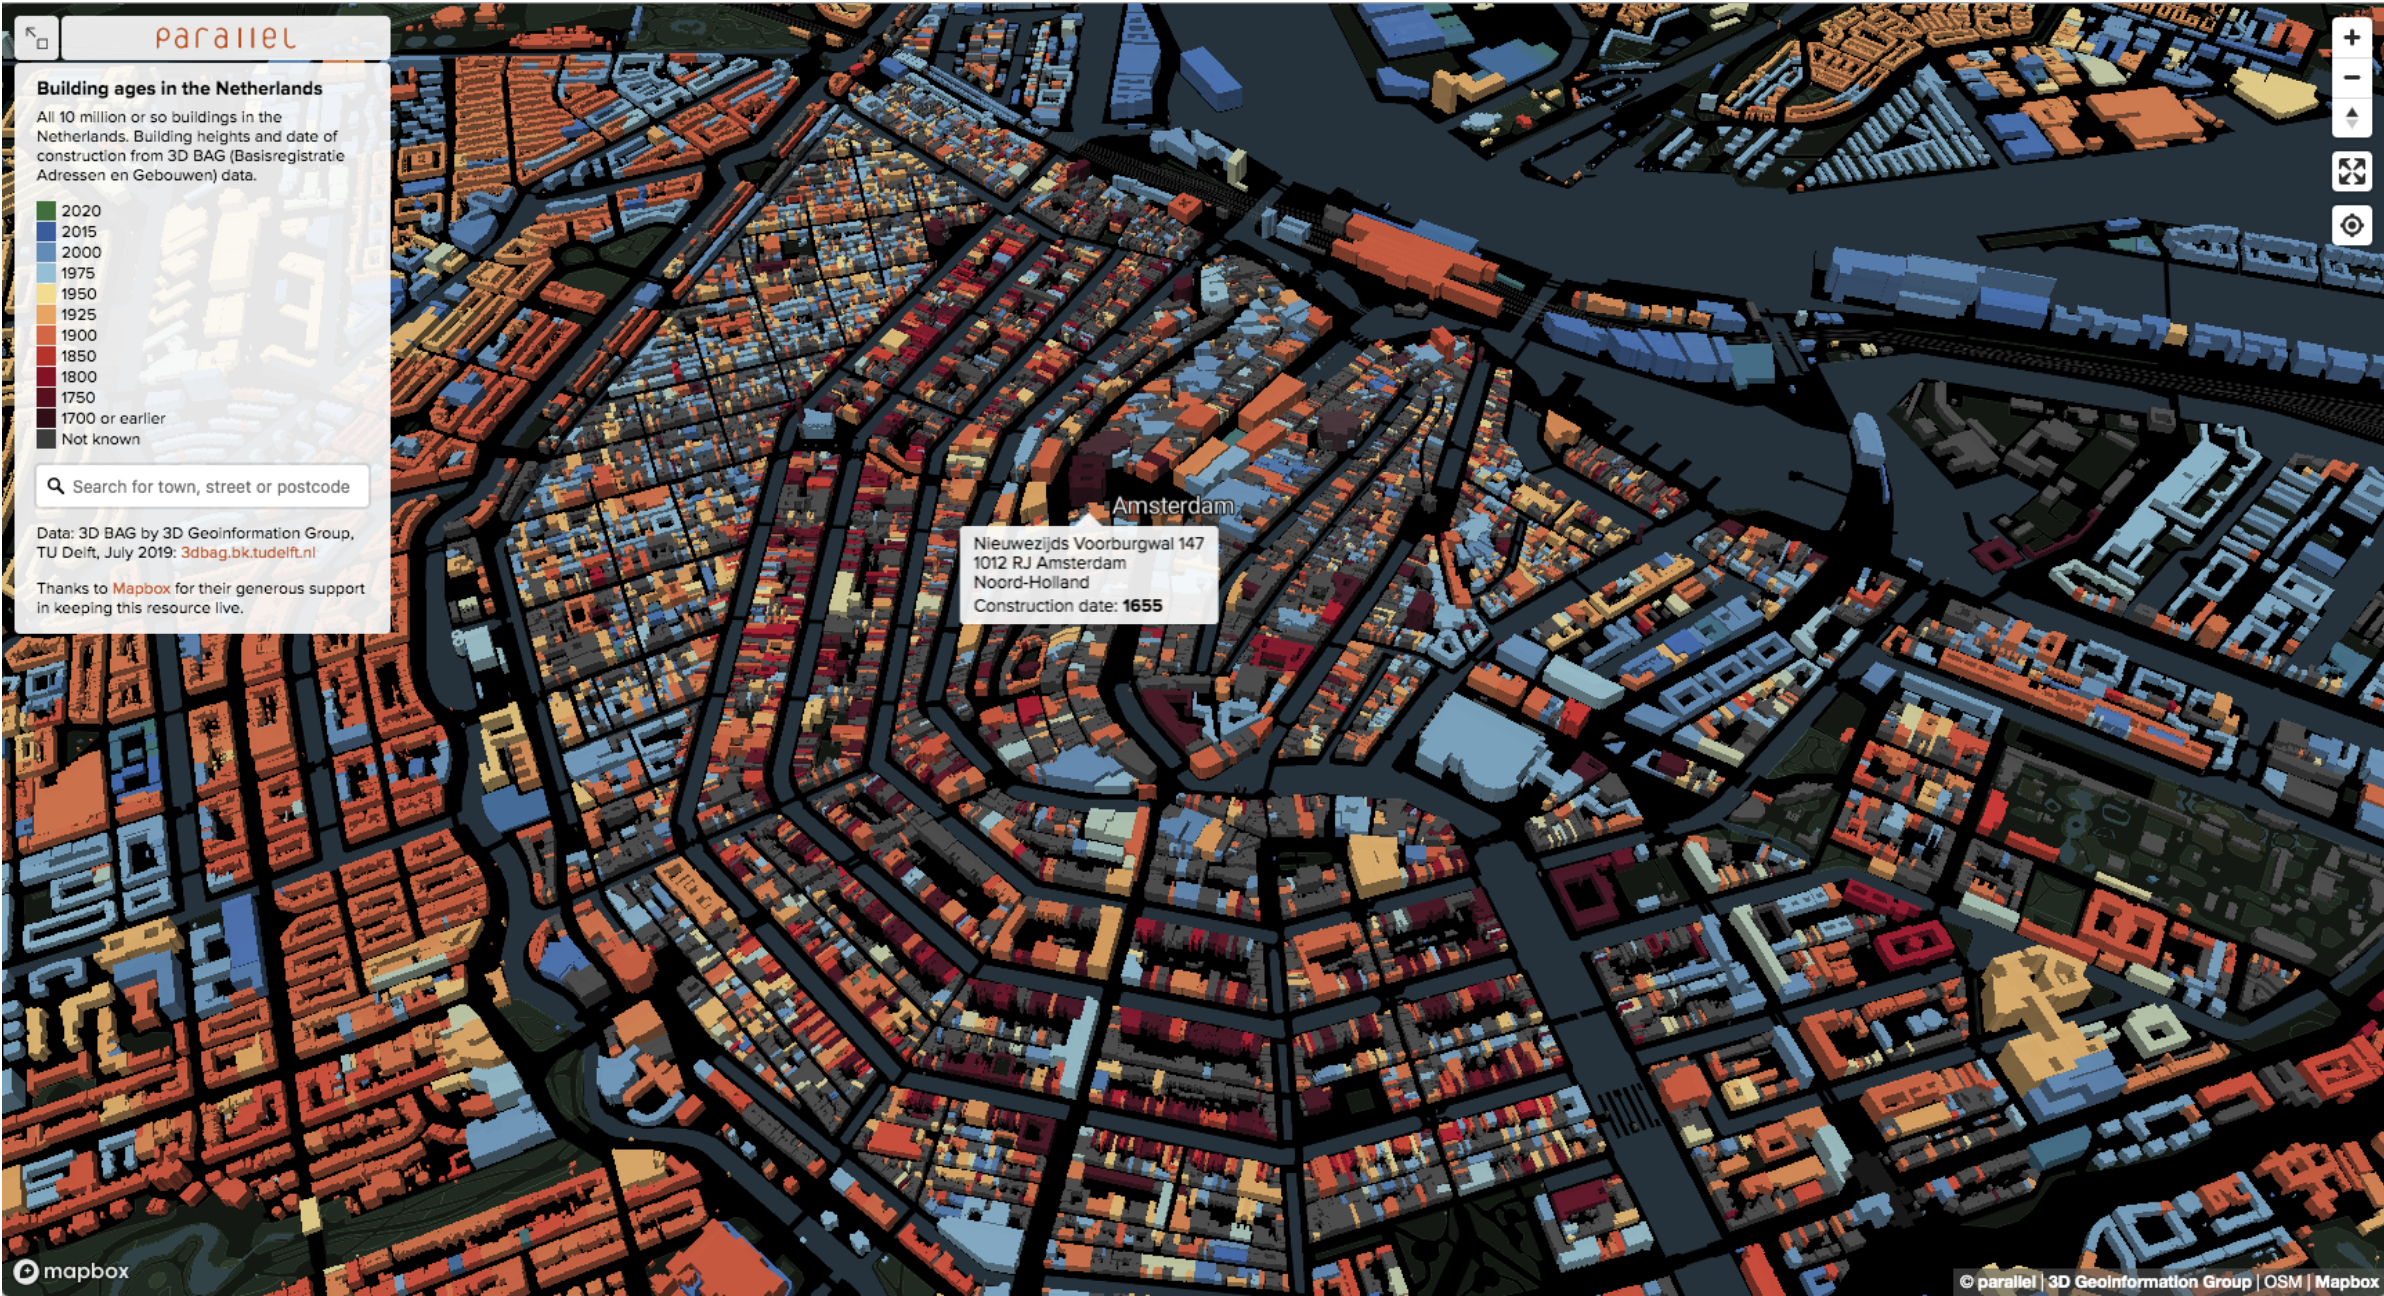 parallel
Building ages in the Netherlands
All 10 million or so buildings in the
Netherlands. Building heights and date of
construction from 3D BAG (Basisregistratie
Adressen en Gebouwen) data.
2020
2015
2000
1975
1950
1925
1900
1850
1800
1750
1700 or earlier
Not known
Search for town, street or postcode
Data: 3D BAG by 3D Geoinformation Group,
TU Delft, July 2019: 3dbag.bk.tudelft.nl
Thanks to Mapbox for their generous support
in keeping this resource live.
Amsterdam
Nieuwezijds Voorburgwal 147
1012 RJ Amsterdam
Noord-Holland
Construction date: 1655
mapbox
© parallel | 3D Geoinformation Group | OSM | Mapbox